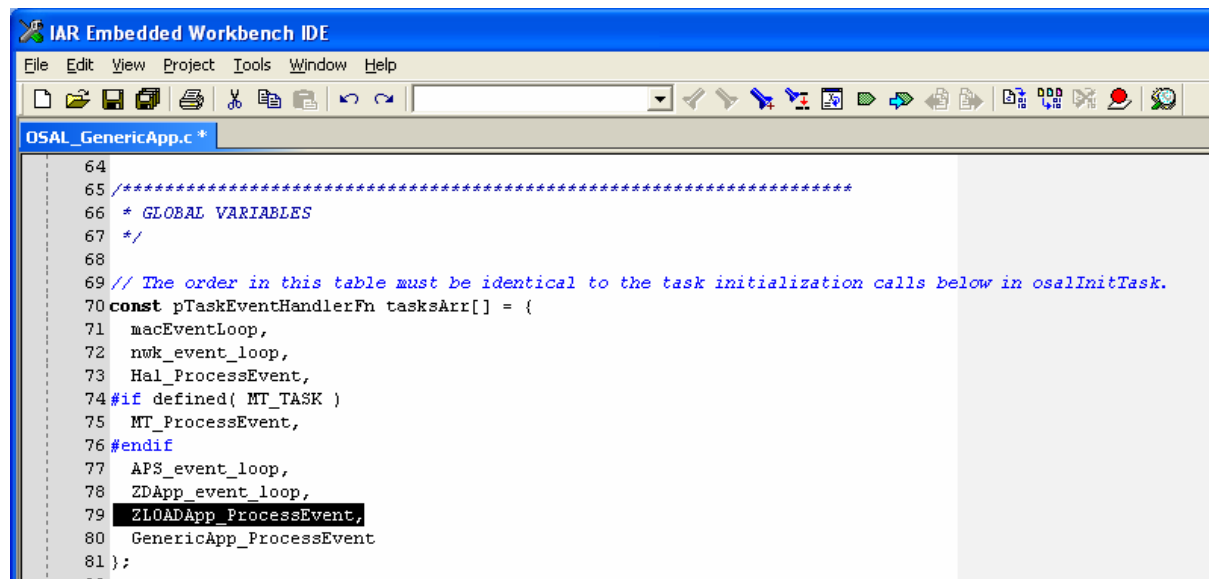 IAR Embedded Workbench IDE
File Edit View Project Tools Window Help
OSAL_GenericApp.c *
64
65 /*********************************************************************
66 * GLOBAL VARIABLES
67 */
68
69 // The order in this table must be identical to the task initialization calls below in osalInitTask.
70 const pTaskEventHandlerFn tasksArr[] = {
71 macEventLoop,
72 nwk_event_loop,
73 Hal_ProcessEvent,
74 #if defined( MT_TASK )
75 MT_ProcessEvent,
76 #endif
77 APS_event_loop,
78 ZDApp_event_loop,
79 ZLOADApp_ProcessEvent,
80 GenericApp_ProcessEvent
81 };